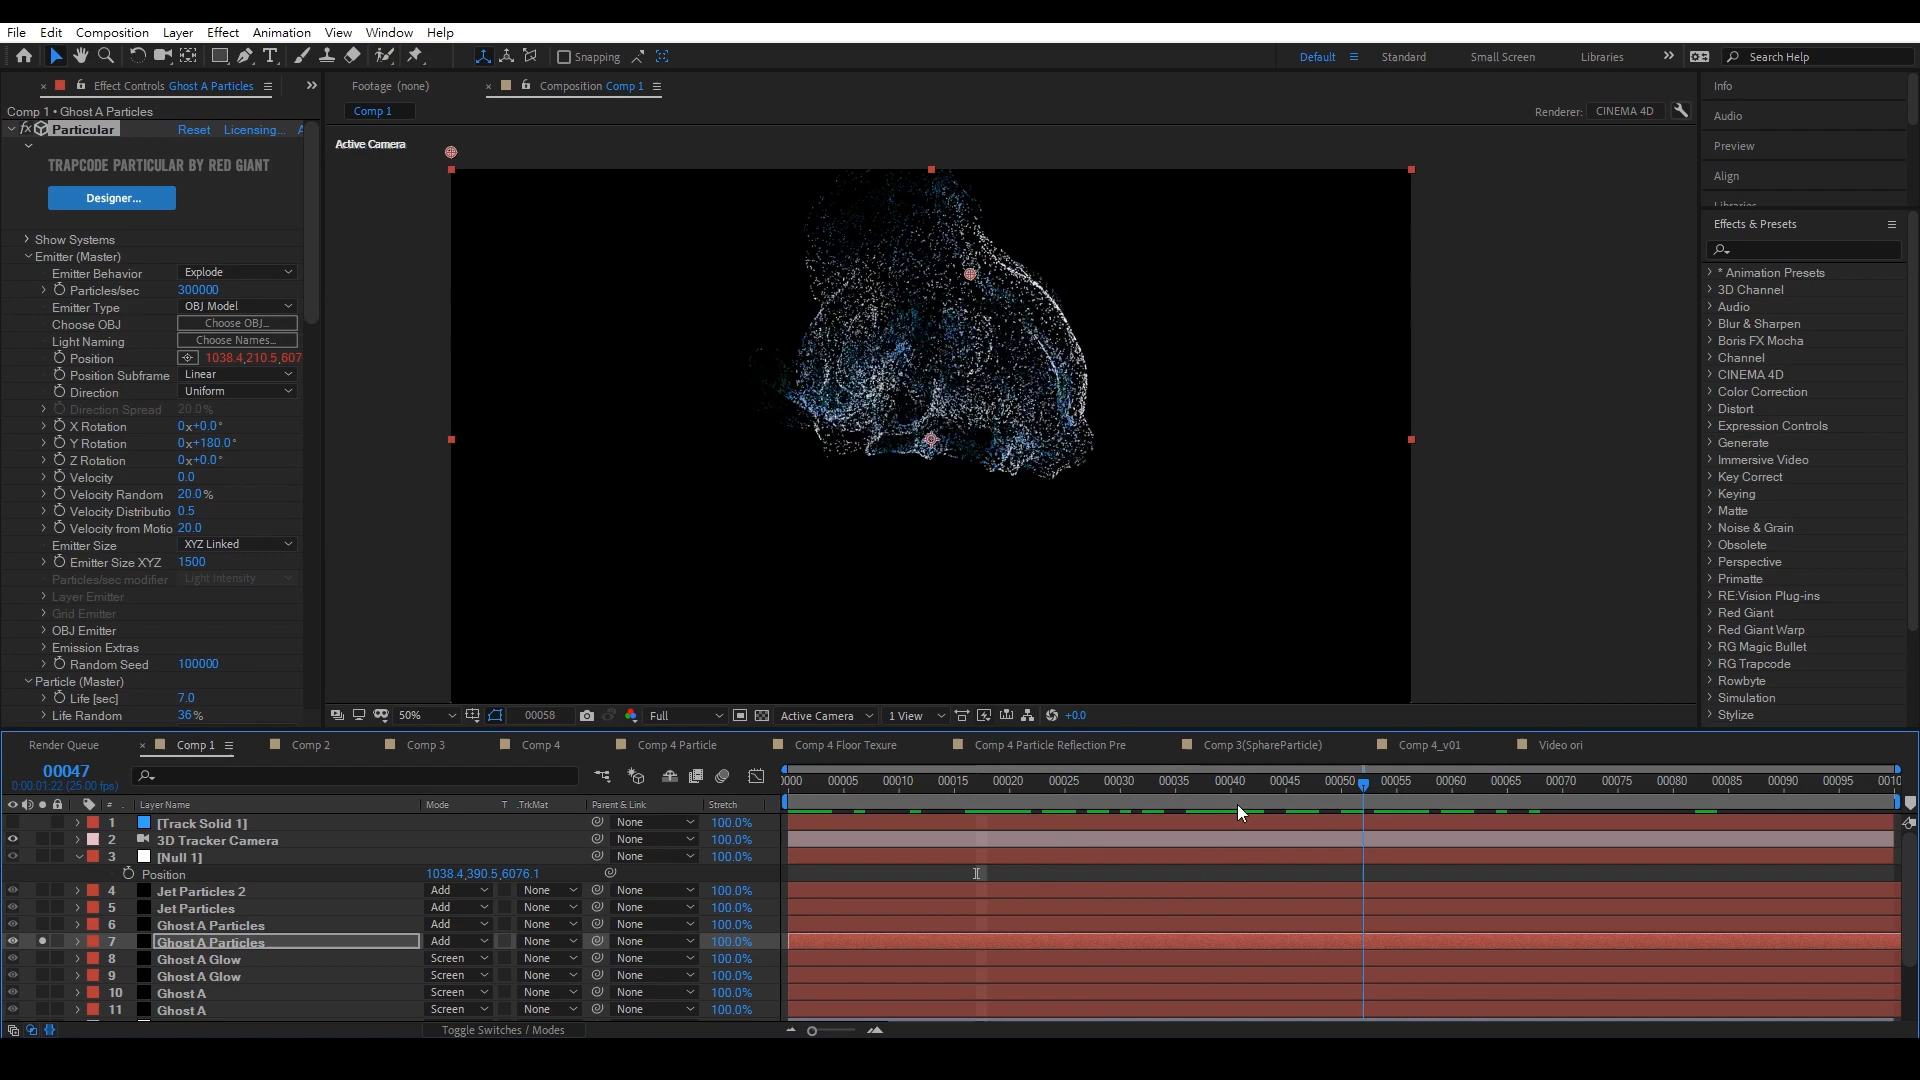 File Edit Composition Layer Effect Animation View Window Help
Snapping
Default Standard Small Screen Libraries Search Help
Effect Controls Ghost A Particles
Footage (none) Composition Comp 1
Comp 1 • Ghost A Particles
Comp 1
Renderer: CINEMA 4D
fx Particular Reset Licensing... A
Active Camera
TRAPCODE PARTICULAR BY RED GIANT
Designer...
Show Systems
Emitter (Master)
Emitter Behavior Explode
Particles/sec 300000
Emitter Type OBJ Model
Choose OBJ Choose OBJ...
Light Naming Choose Names...
Position 1038.4,210.5,607
Position Subframe Linear
Direction Uniform
Direction Spread 20.0%
X Rotation 0x+0.0°
Y Rotation 0x+180.0°
Z Rotation 0x+0.0°
Velocity 0.0
Velocity Random 20.0%
Velocity Distributio 0.5
Velocity from Motio 20.0
Emitter Size XYZ Linked
Emitter Size XYZ 1500
Particles/sec modifier Light Intensity
Layer Emitter
Grid Emitter
OBJ Emitter
Emission Extras
Random Seed 100000
Particle (Master)
Life [sec] 7.0
Life Random 36%
50% 00058 Full Active Camera 1 View +0.0
Info
Audio
Preview
Align
Libraries
Effects & Presets
* Animation Presets
3D Channel
Audio
Blur & Sharpen
Boris FX Mocha
Channel
CINEMA 4D
Color Correction
Distort
Expression Controls
Generate
Immersive Video
Key Correct
Keying
Matte
Noise & Grain
Obsolete
Perspective
Primatte
RE:Vision Plug-ins
Red Giant
Red Giant Warp
RG Magic Bullet
RG Trapcode
Rowbyte
Simulation
Stylize
Render Queue Comp 1 Comp 2 Comp 3 Comp 4 Comp 4 Particle Comp 4 Floor Texure Comp 4 Particle Reflection Pre Comp 3(SphareParticle) Comp 4_v01 Video ori
00047
0:00:01:22 (25.00 fps)
0000 00005 00010 00015 00020 00025 00030 00035 00040 00045 00050 00055 00060 00065 00070 00075 00080 00085 00090 00095 0010
# Layer Name Mode T .TrkMat Parent & Link Stretch
1 [Track Solid 1] None 100.0%
2 3D Tracker Camera None 100.0%
3 [Null 1] None 100.0%
Position 1038.4,390.5,6076.1
4 Jet Particles 2 Add None None 100.0%
5 Jet Particles Add None None 100.0%
6 Ghost A Particles Add None None 100.0%
7 Ghost A Particles Add None None 100.0%
8 Ghost A Glow Screen None None 100.0%
9 Ghost A Glow Screen None None 100.0%
10 Ghost A Screen None None 100.0%
11 Ghost A Screen None None 100.0%
Toggle Switches / Modes